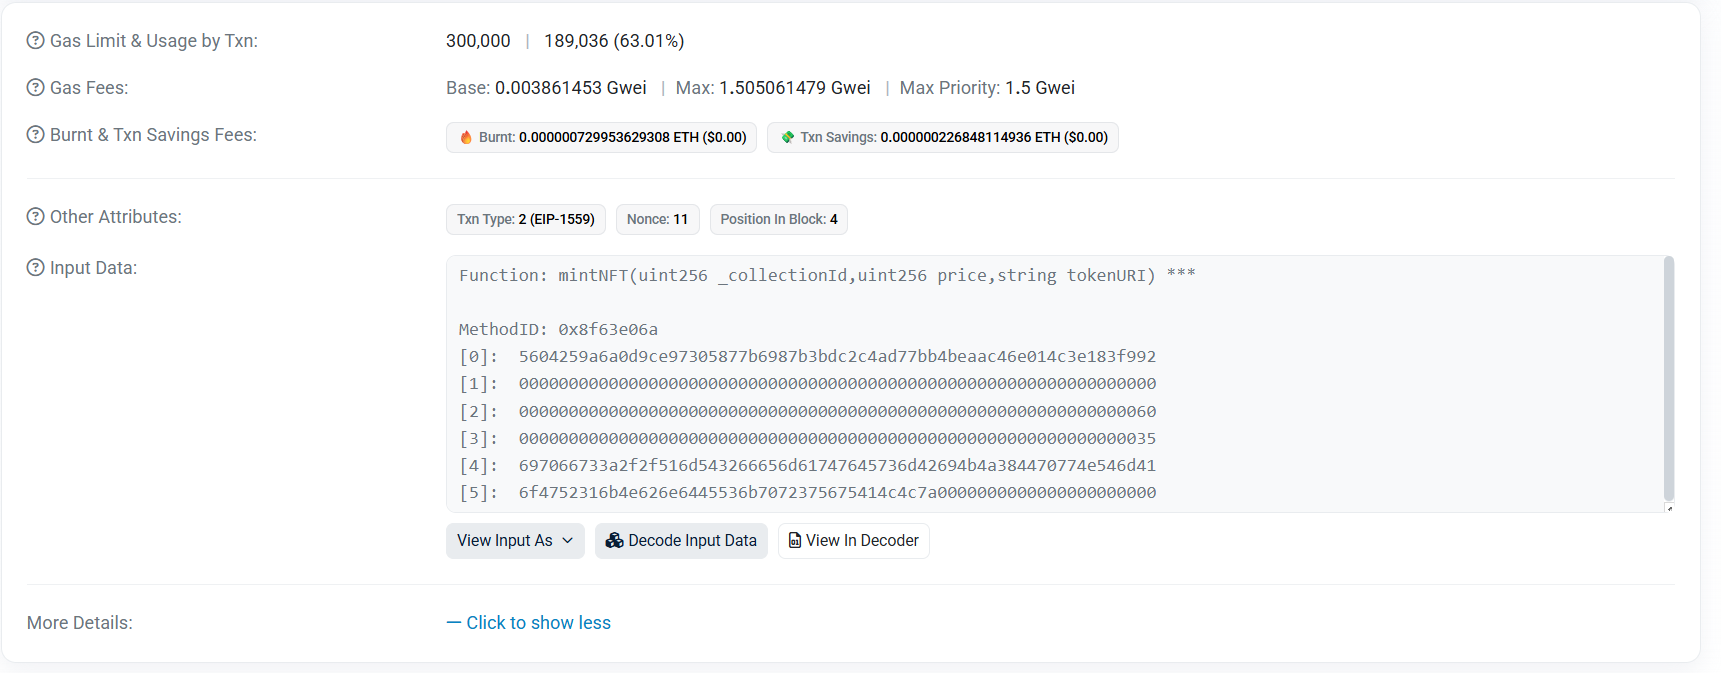 Gas Limit & Usage by Txn: 300,000 | 189,036 (63.01%)
Gas Fees: Base: 0.003861453 Gwei | Max: 1.505061479 Gwei | Max Priority: 1.5 Gwei
Burnt & Txn Savings Fees: Burnt: 0.000000729953629308 ETH ($0.00) Txn Savings: 0.000000226848114936 ETH ($0.00)
Other Attributes: Txn Type: 2 (EIP-1559) Nonce: 11 Position In Block: 4
Input Data:
Function: mintNFT(uint256 _collectionId,uint256 price,string tokenURI) ***
MethodID: 0x8f63e06a
[0]: 5604259a6a0d9ce97305877b6987b3bdc2c4ad77bb4beaac46e014c3e183f992
[1]: 0000000000000000000000000000000000000000000000000000000000000000
[2]: 0000000000000000000000000000000000000000000000000000000000000060
[3]: 0000000000000000000000000000000000000000000000000000000000000035
[4]: 697066733a2f2f516d543266656d61747645736d42694b4a384470774e546d41
[5]: 6f4752316b4e626e6445536b7072375675414c4c7a0000000000000000000000
View Input As Decode Input Data View In Decoder
More Details: — Click to show less